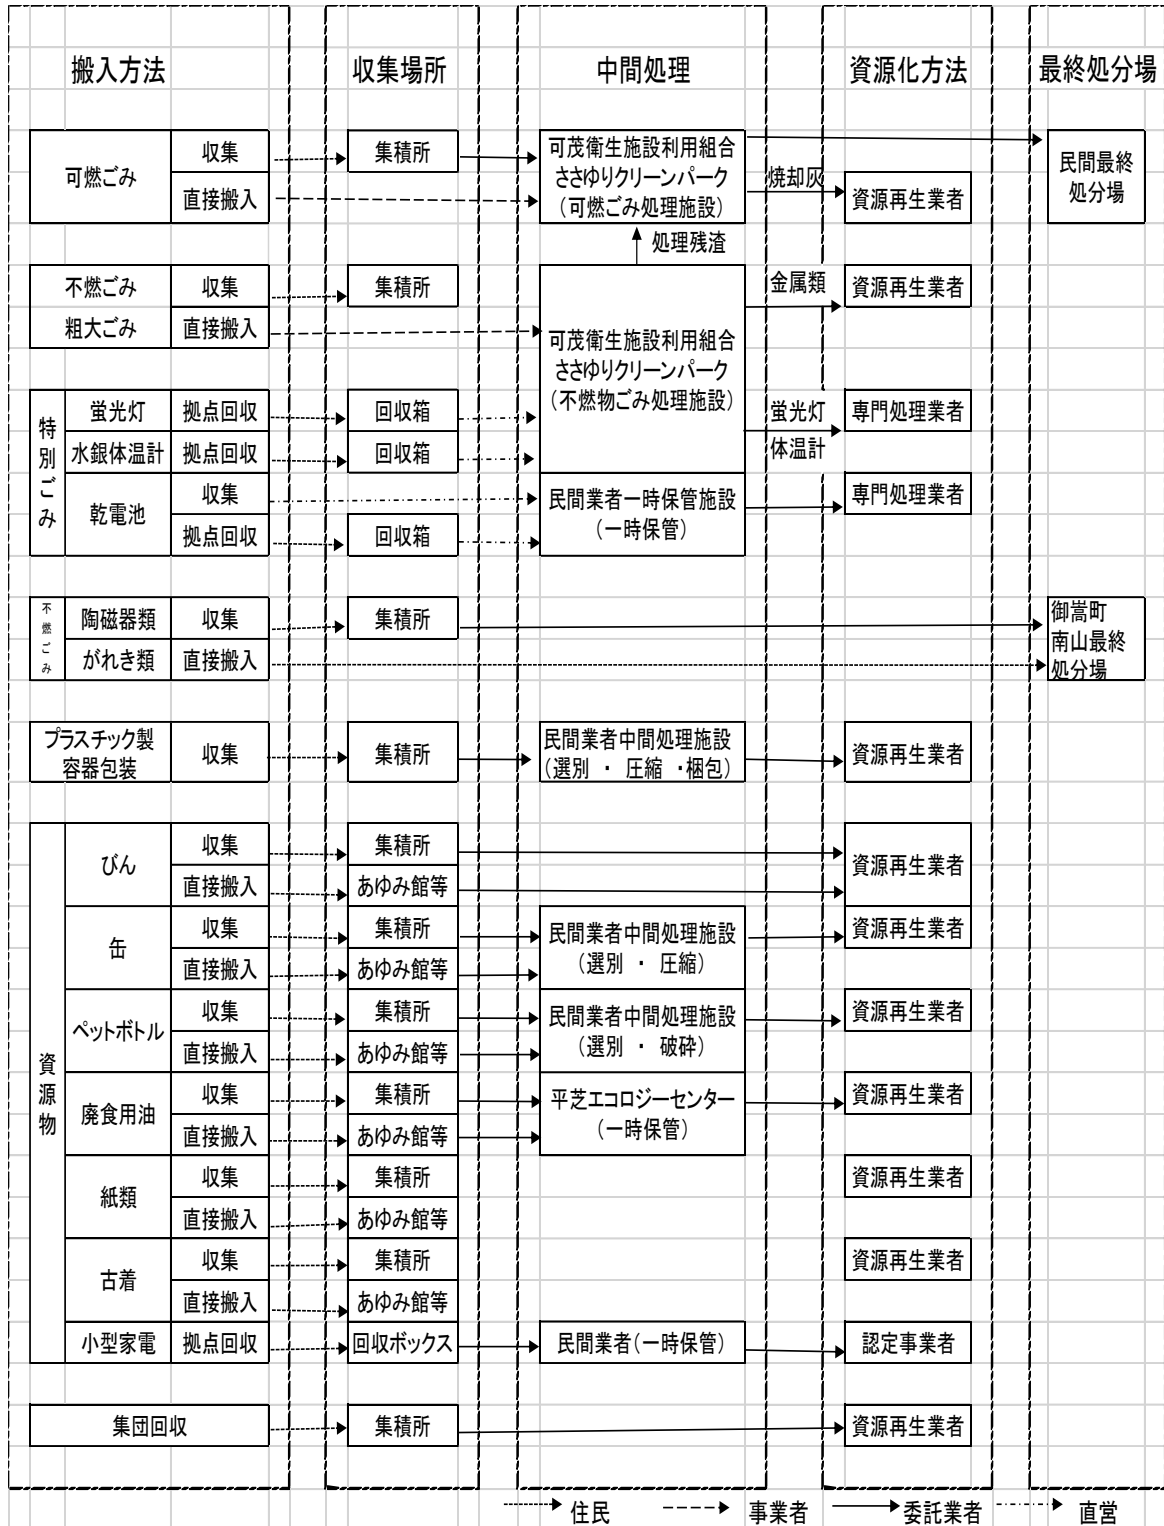 搬入方法 収集場所 中間処理 資源化方法 最終処分場
可燃ごみ
収集
直接搬入
集積所
可茂衛生施設利用組合
ささゆりクリーンパーク
(可燃ごみ処理施設)
焼却灰
資源再生業者
民間最終
処分場
処理残渣
不燃ごみ
粗大ごみ
収集
直接搬入
集積所
可茂衛生施設利用組合
ささゆりクリーンパーク
(不燃物ごみ処理施設)
金属類
資源再生業者
特別ごみ
蛍光灯
拠点回収
回収箱
蛍光灯
体温計
専門処理業者
水銀体温計
拠点回収
回収箱
乾電池
収集
拠点回収
回収箱
民間業者一時保管施設
(一時保管)
専門処理業者
不燃ごみ
陶磁器類
収集
集積所
がれき類
直接搬入
御嵩町
南山最終
処分場
プラスチック製
容器包装
収集
集積所
民間業者中間処理施設
(選別 ・ 圧縮 ・梱包)
資源再生業者
資源物
びん
収集
集積所
直接搬入
あゆみ館等
資源再生業者
缶
収集
集積所
直接搬入
あゆみ館等
民間業者中間処理施設
(選別 ・ 圧縮)
資源再生業者
ペットボトル
収集
集積所
直接搬入
あゆみ館等
民間業者中間処理施設
(選別 ・ 破砕)
資源再生業者
廃食用油
収集
集積所
直接搬入
あゆみ館等
平芝エコロジーセンター
(一時保管)
資源再生業者
紙類
収集
集積所
直接搬入
あゆみ館等
資源再生業者
古着
収集
集積所
直接搬入
あゆみ館等
資源再生業者
小型家電
拠点回収
回収ボックス
民間業者(一時保管)
認定事業者
集団回収
集積所
資源再生業者
住民 事業者 委託業者 直営